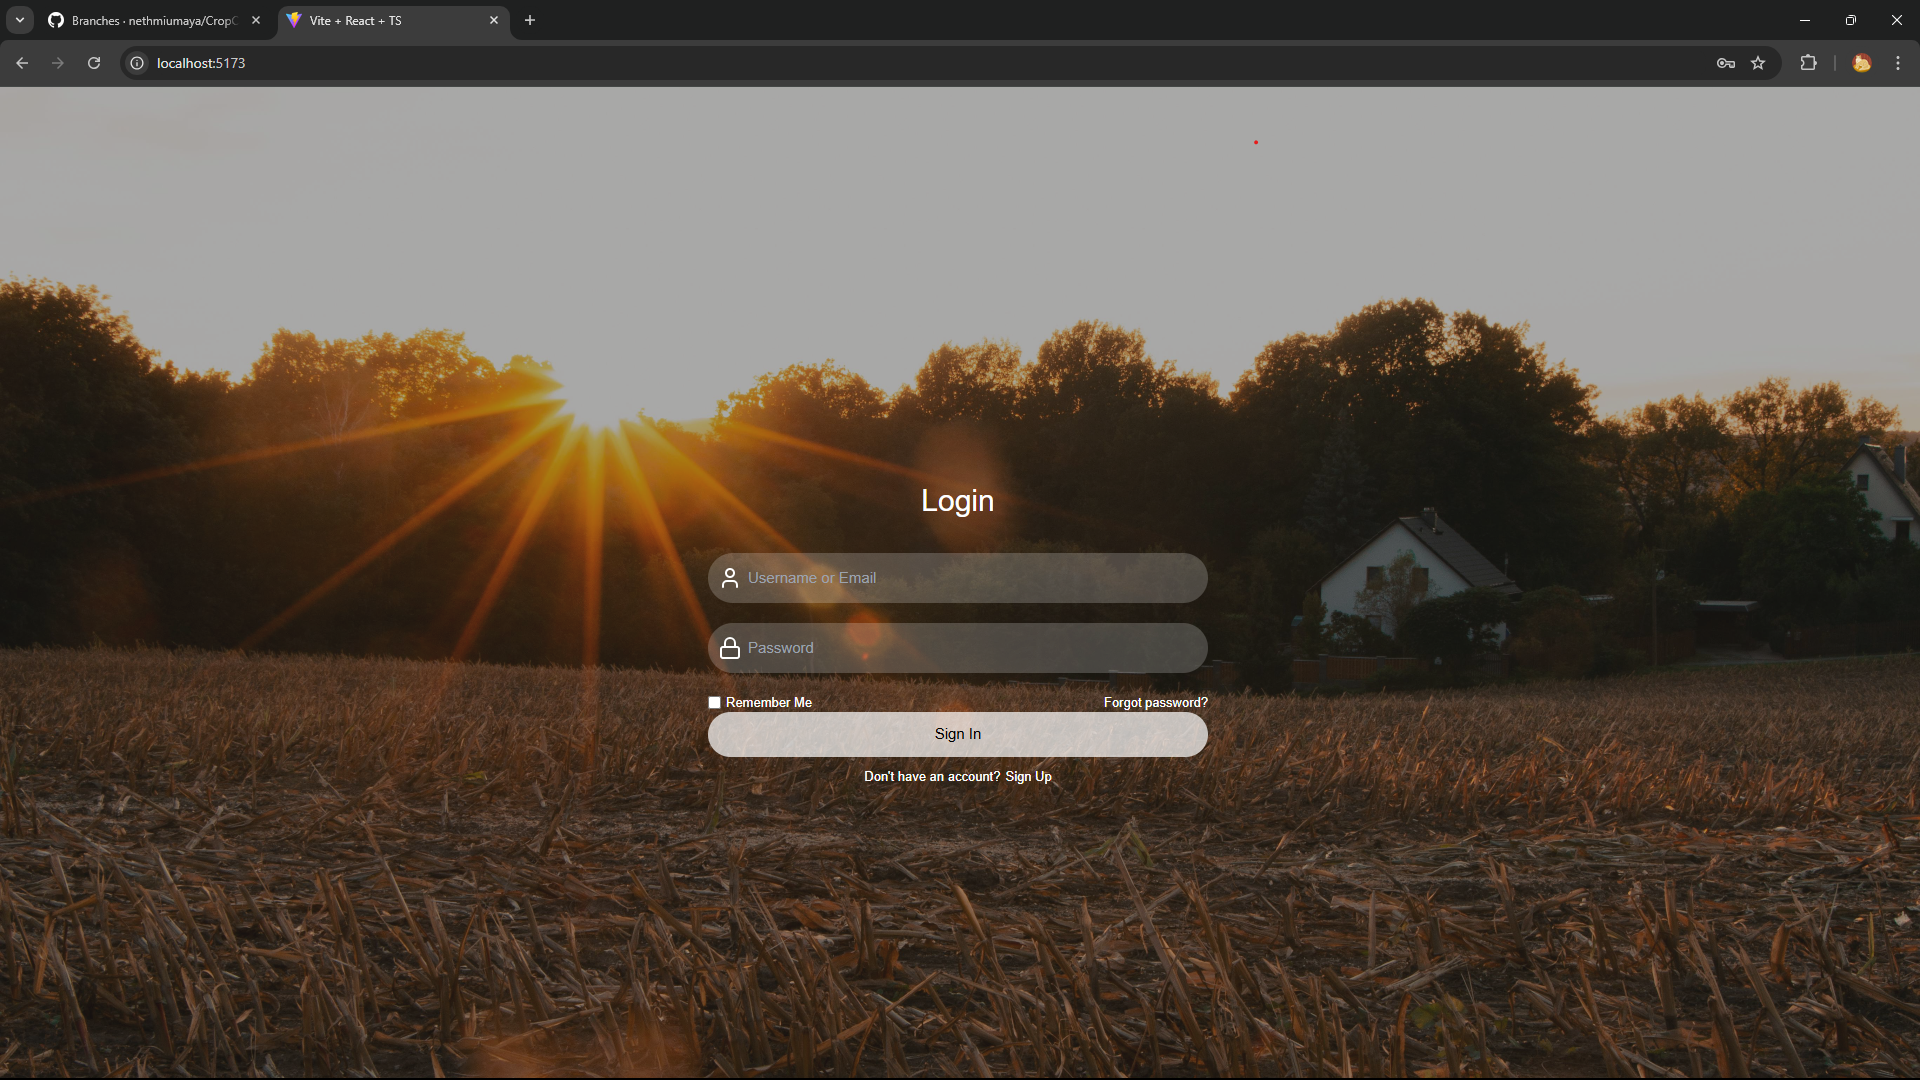 Branches · nethmiumaya/Crop
Vite + React + TS
localhost:5173
Login
Username or Email
Password
Remember Me
Forgot password?
Sign In
Don't have an account? Sign Up